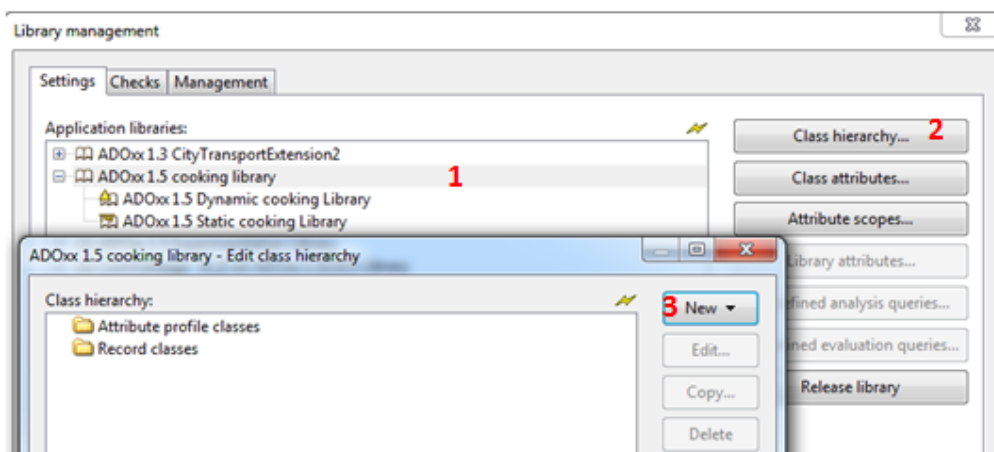 Library management
Settings Checks Management
Application libraries:
ADOxx 1.3 CityTransportExtension2
ADOxx 1.5 cooking library 1
ADOxx 1.5 Dynamic cooking Library
ADOxx 1.5 Static cooking Library
Class hierarchy... 2
Class attributes...
Attribute scopes...
Library attributes...
fined analysis queries...
ned evaluation queries...
Release library
ADOxx 1.5 cooking library - Edit class hierarchy
Class hierarchy:
Attribute profile classes
Record classes
3 New
Edit...
Copy...
Delete